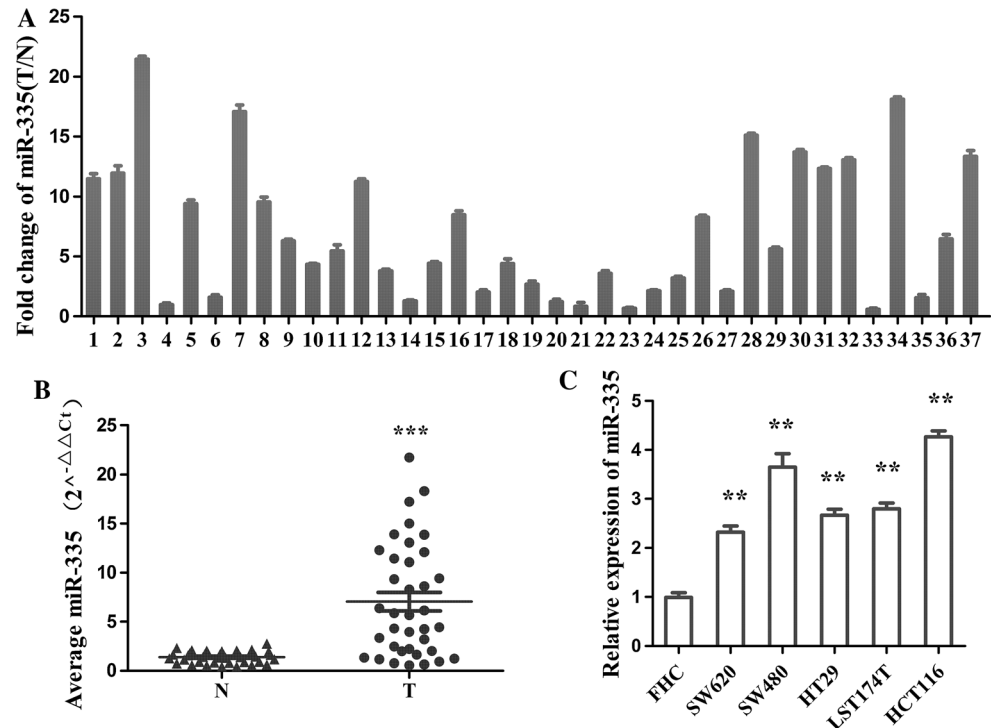 A
Fold change of miR-335(T/N)
25
20
15
10
5
0
1 2 3 4 5 6 7 8 9 10 11 12 13 14 15 16 17 18 19 20 21 22 23 24 25 26 27 28 29 30 31 32 33 34 35 36 37
B
Average miR-335 (2^-△△Ct)
25
20
15
10
5
0
***
N T
C
Relative expression of miR-335
5
4
3
2
1
0
** ** ** ** **
FHC SW620 SW480 HT29 LST174T HCT116